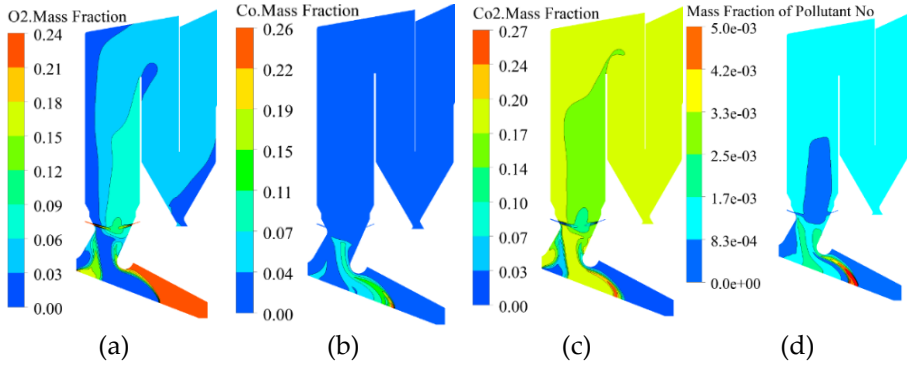 O2.Mass Fraction
0.24
0.21
0.18
0.15
0.12
0.09
0.06
0.03
0.00
(a)
Co.Mass Fraction
0.26
0.22
0.19
0.15
0.11
0.07
0.04
0.00
(b)
Co2.Mass Fraction
0.27
0.24
0.20
0.17
0.14
0.10
0.07
0.03
0.00
(c)
Mass Fraction of Pollutant No
5.0e-03
4.2e-03
3.3e-03
2.5e-03
1.7e-03
8.3e-04
0.0e+00
(d)